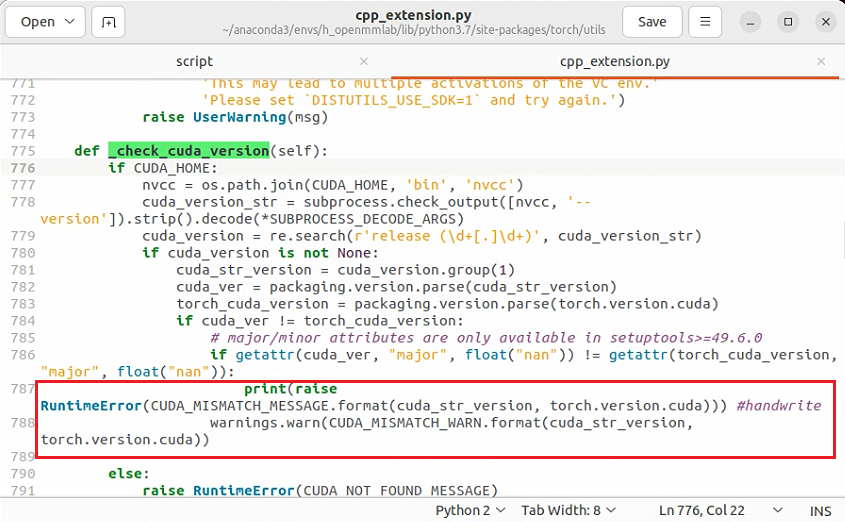 Open
cpp_extension.py
~/anaconda3/envs/h_openmmlab/lib/python3.7/site-packages/torch/utils
Save
script
cpp_extension.py
771 'This may lead to multiple activations of the VC env.'
772 'Please set `DISTUTILS_USE_SDK=1` and try again.')
773 raise UserWarning(msg)
774
775 def _check_cuda_version(self):
776 if CUDA_HOME:
777 nvcc = os.path.join(CUDA_HOME, 'bin', 'nvcc')
778 cuda_version_str = subprocess.check_output([nvcc, '--
version']).strip().decode(*SUBPROCESS_DECODE_ARGS)
779 cuda_version = re.search(r'release (\d+[.]\d+)', cuda_version_str)
780 if cuda_version is not None:
781 cuda_str_version = cuda_version.group(1)
782 cuda_ver = packaging.version.parse(cuda_str_version)
783 torch_cuda_version = packaging.version.parse(torch.version.cuda)
784 if cuda_ver != torch_cuda_version:
785 # major/minor attributes are only available in setuptools>=49.6.0
786 if getattr(cuda_ver, "major", float("nan")) != getattr(torch_cuda_version,
"major", float("nan")):
787 print(raise
RuntimeError(CUDA_MISMATCH_MESSAGE.format(cuda_str_version, torch.version.cuda))) #handwrite
788 warnings.warn(CUDA_MISMATCH_WARN.format(cuda_str_version,
torch.version.cuda))
789
790 else:
791 raise RuntimeError(CUDA_NOT_FOUND_MESSAGE)
Python 2
Tab Width: 8
Ln 776, Col 22
INS